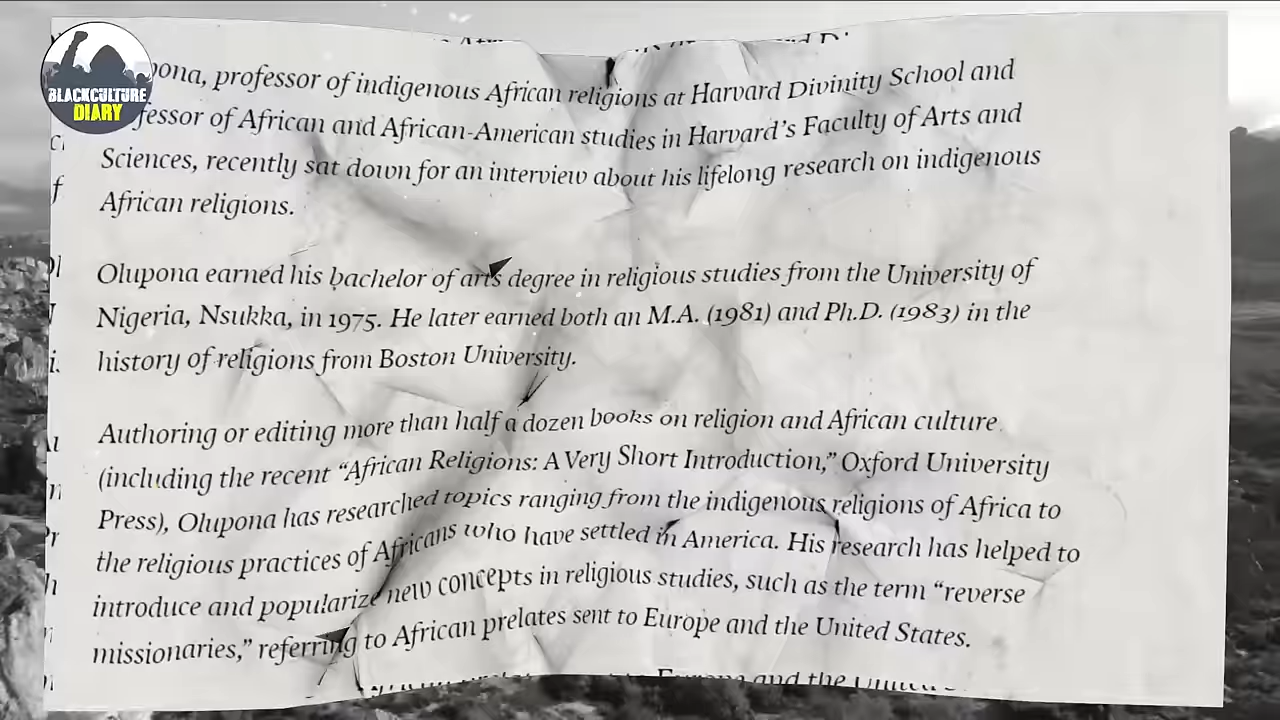 BLACKCULTURE
DIARY
pona, professor of indigenous African religions at Harvard Divinity School and
fessor of African and African-American studies in Harvard's Faculty of Arts and
Sciences, recently sat down for an interview about his lifelong research on indigenous
African religions.
Olupona earned his bachelor of arts degree in religious studies from the University of
Nigeria, Nsukka, in 1975. He later earned both an M.A. (1981) and Ph.D. (1983) in the
history of religions from Boston University.
Authoring or editing more than half a dozen books on religion and African culture
(including the recent “African Religions: A Very Short Introduction,” Oxford University
Press), Olupona has researched topics ranging from the indigenous religions of Africa to
the religious practices of Africans who have settled in America. His research has helped to
introduce and popularize new concepts in religious studies, such as the term “reverse
missionaries,” referring to African prelates sent to Europe and the United States.
and the